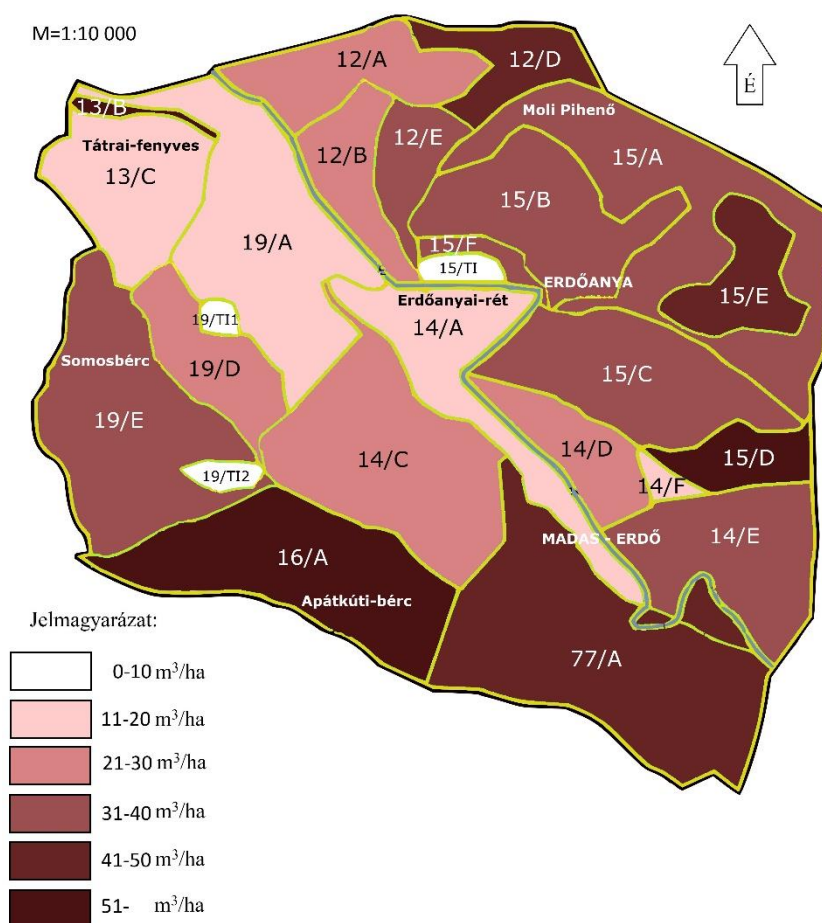 M=1:10 000
É
12/A
12/D
13/B
Moli Pihenő
12/E
Tátrai-fenyves
12/B
15/A
13/C
15/B
19/A
15/F
15/TI
ERDŐANYA
15/E
Erdőanyai-rét
19/TI1
14/A
Somosbérc
19/D
15/C
19/E
14/D
14/C
15/D
19/TI2
14/F
MADAS - ERDŐ
14/E
16/A
Apátkúti-bérc
77/A
Jelmagyarázat:
0-10 m³/ha
11-20 m³/ha
21-30 m³/ha
31-40 m³/ha
41-50 m³/ha
51- m³/ha